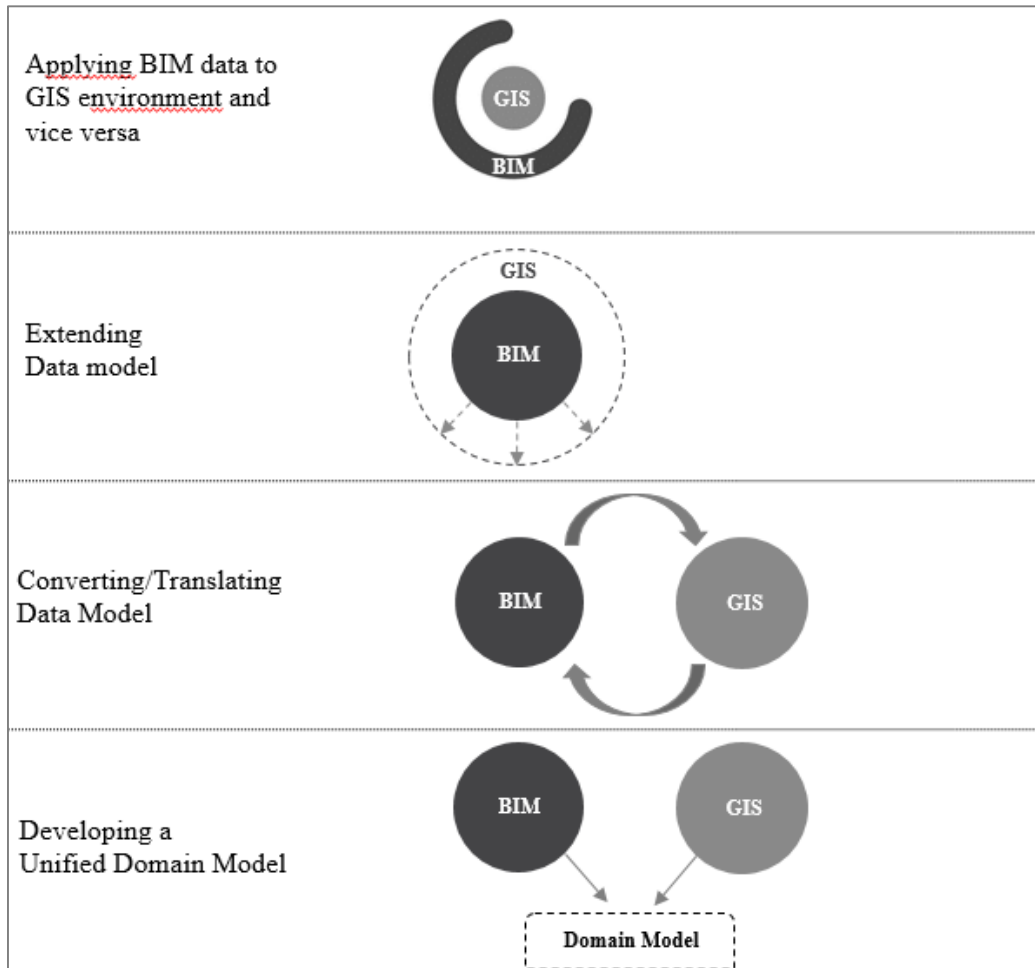 Applying BIM data to
GIS environment and
vice versa
GIS
BIM
Extending
Data model
GIS
BIM
Converting/Translating
Data Model
BIM
GIS
Developing a
Unified Domain Model
BIM
GIS
Domain Model